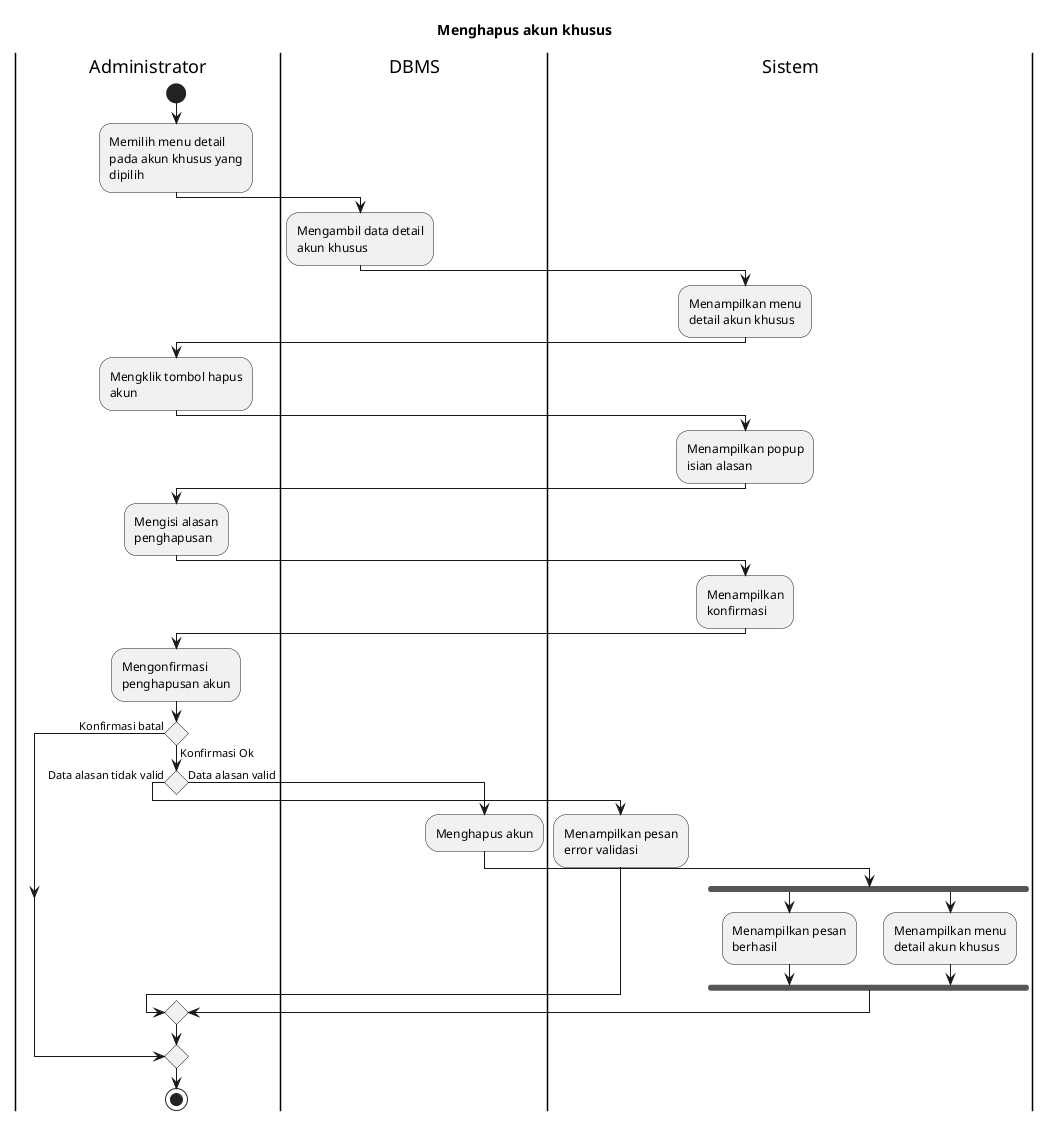 Menghapus akun khusus
Administrator
DBMS
Sistem
Memilih menu detail
pada akun khusus yang
dipilih
Mengambil data detail
akun khusus
Menampilkan menu
detail akun khusus
Mengklik tombol hapus
akun
Menampilkan popup
isian alasan
Mengisi alasan
penghapusan
Menampilkan
konfirmasi
Mengonfirmasi
penghapusan akun
Konfirmasi batal
Konfirmasi Ok
Data alasan tidak valid
Data alasan valid
Menghapus akun
Menampilkan pesan
error validasi
Menampilkan pesan
berhasil
Menampilkan menu
detail akun khusus